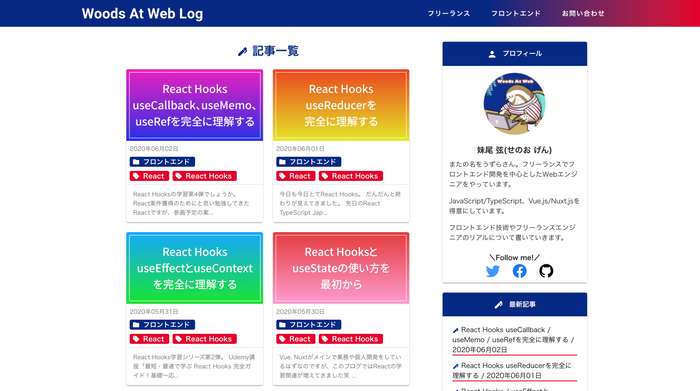 Woods At Web Log
フリーランス
フロントエンド
お問い合わせ
記事一覧
React Hooks
useCallback、useMemo、
useRefを完全に理解する
2020年06月02日
フロントエンド
React
React Hooks
React Hooksの学習第4弾でしょうか。
React案件獲得のためにと思い勉強してきた
Reactですが、参画予定の案...
React Hooks
useReducerを
完全に理解する
2020年06月01日
フロントエンド
React
React Hooks
今日も今日とてReact Hooks。 だんだんと終
わりが見えてきました。 先日のReact
TypeScript Jap...
React Hooks
useEffectとuseContext
を完全に理解する
2020年05月31日
フロントエンド
React
React Hooks
React Hooks学習シリーズ第2弾。 Udemy講
座「最短・最速で学ぶ React Hooks 完全ガ
イド！基礎〜応...
React Hooksと
useStateの使い方を
最初から
2020年05月30日
フロントエンド
React
React Hooks
Vue, Nuxtがメインで業務や個人開発をして
いるはずなのですが、このブログではReactの学
習関連が増えてきました笑 ...
プロフィール
Woods At Web
妹尾 弦(せのお げん)
またの名をうずらさん。フリーランスでフ
ロントエンド開発を中心としたWebエンジ
ニアをやっています。
JavaScript/TypeScript、Vue.js/Nuxt.jsを
得意にしています。
フロントエンド技術やフリーランスエンジ
ニアのリアルについて書いていきます。
＼Follow me!／
最新記事
React Hooks useCallback /
useMemo / useRefを完全に理解する /
2020年06月02日
React Hooks useReducerを完全に
理解する / 2020年06月01日